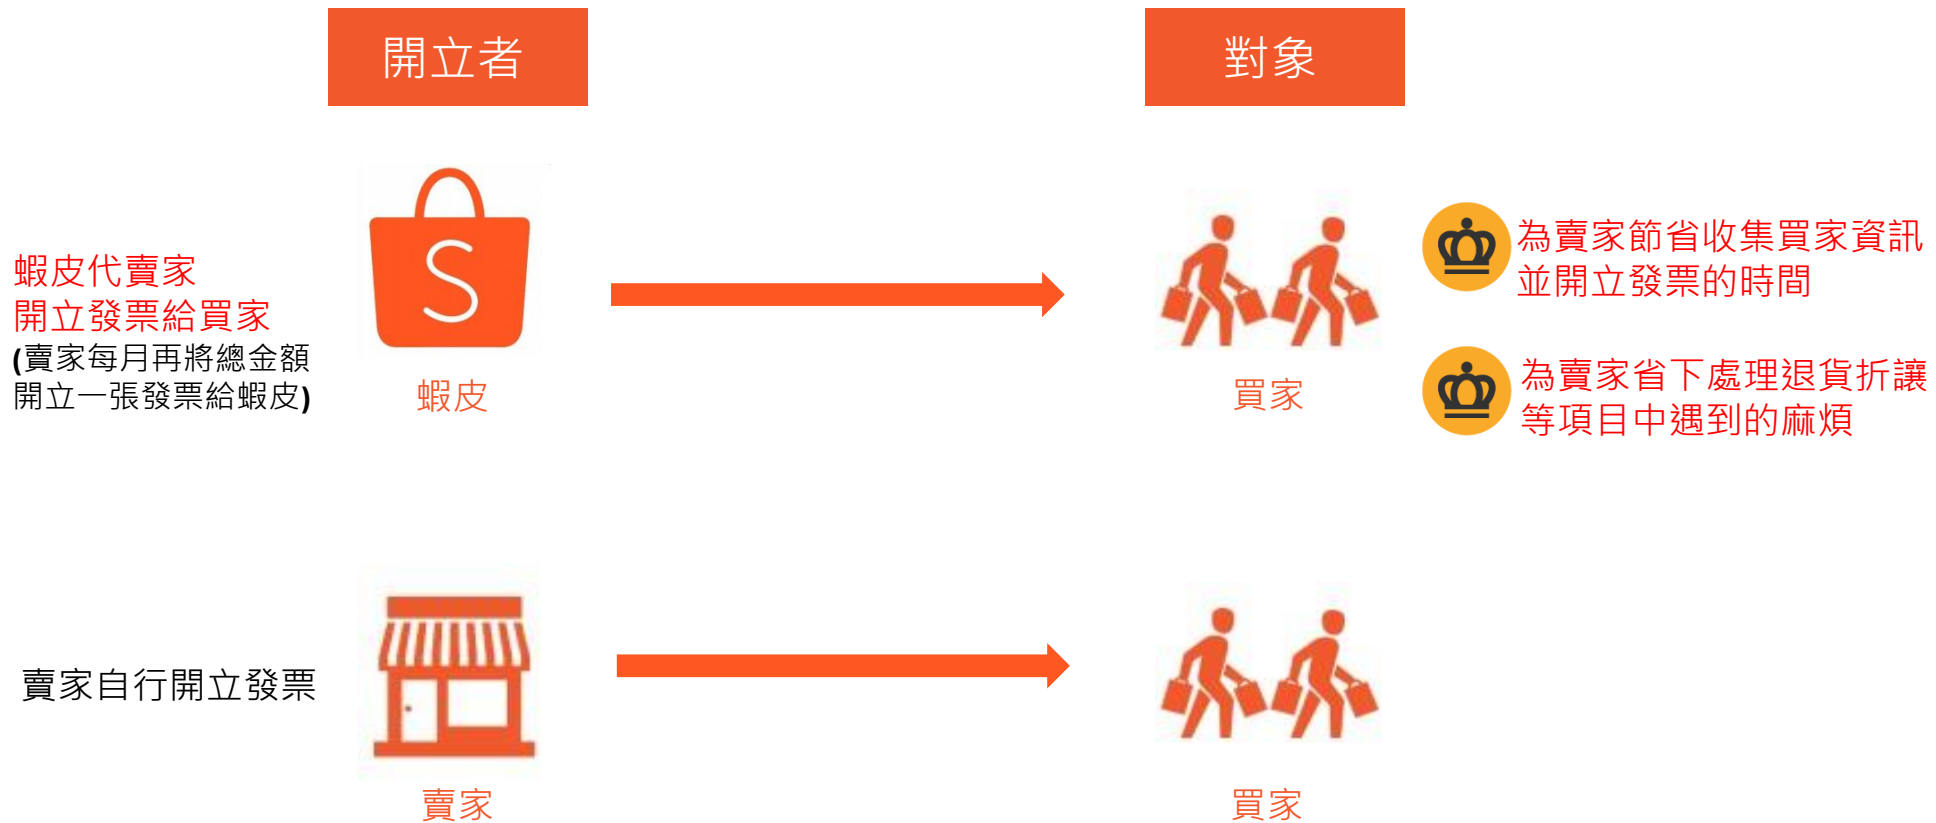 開立者
對象
蝦皮代賣家
開立發票給買家
(賣家每月再將總金額
開立一張發票給蝦皮)
S
蝦皮
買家
為賣家節省收集買家資訊
並開立發票的時間
為賣家省下處理退貨折讓
等項目中遇到的麻煩
賣家自行開立發票
賣家
買家